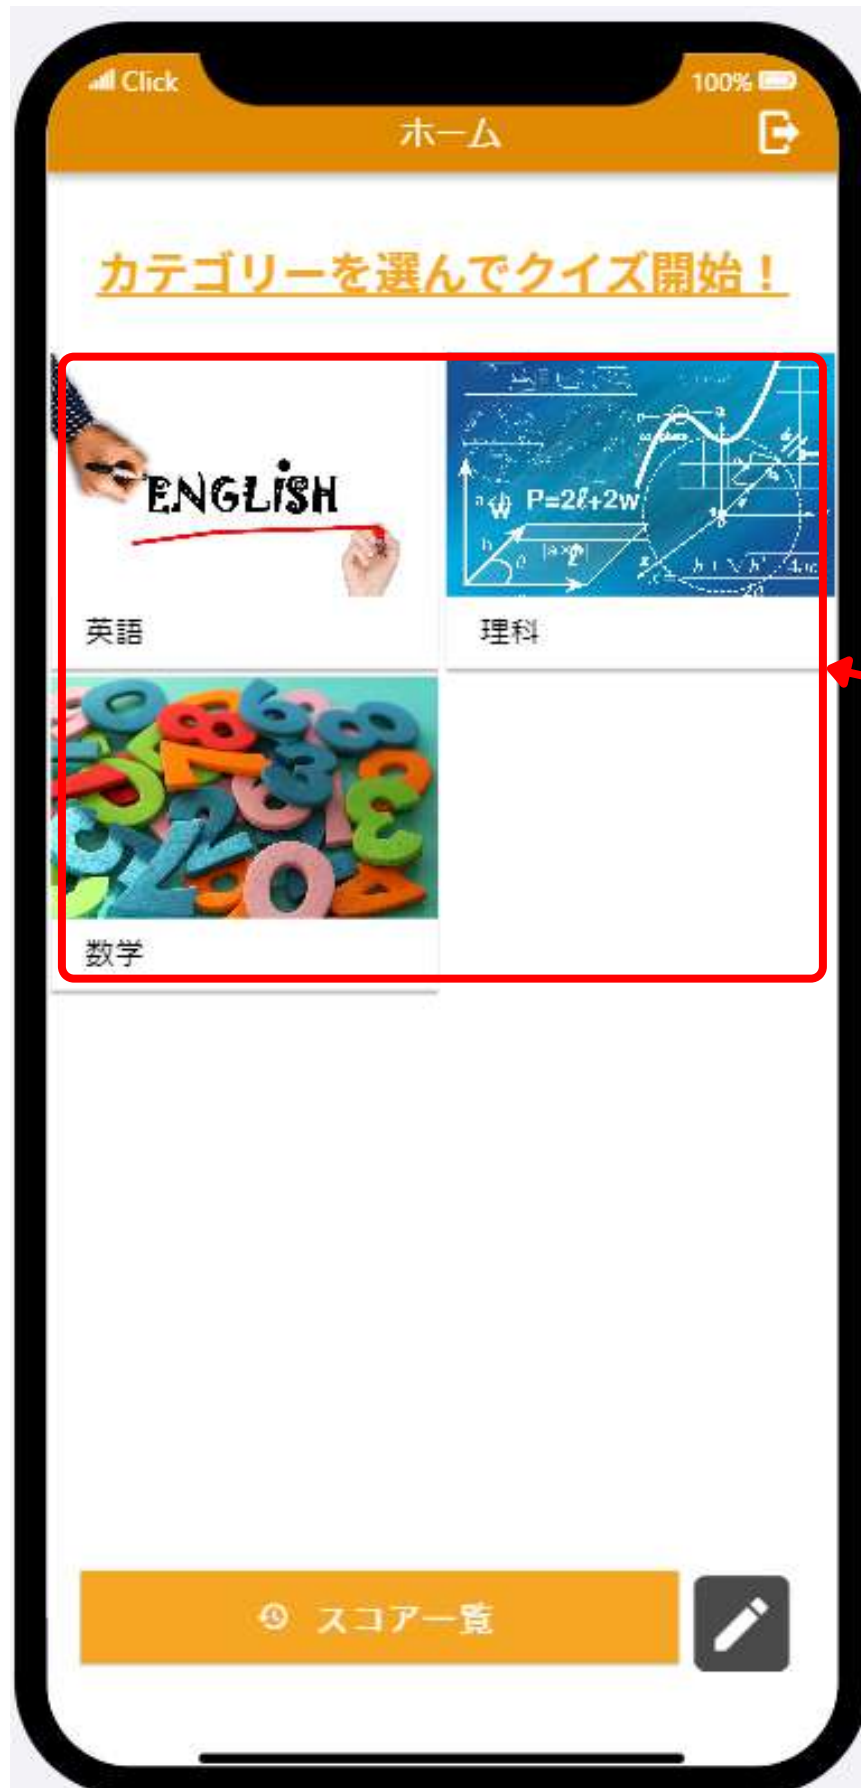 Click
100%
ホーム
カテゴリーを選んでクイズ開始！
ENGLiSH
P=2ℓ+2w
英語
理科
数学
スコア一覧